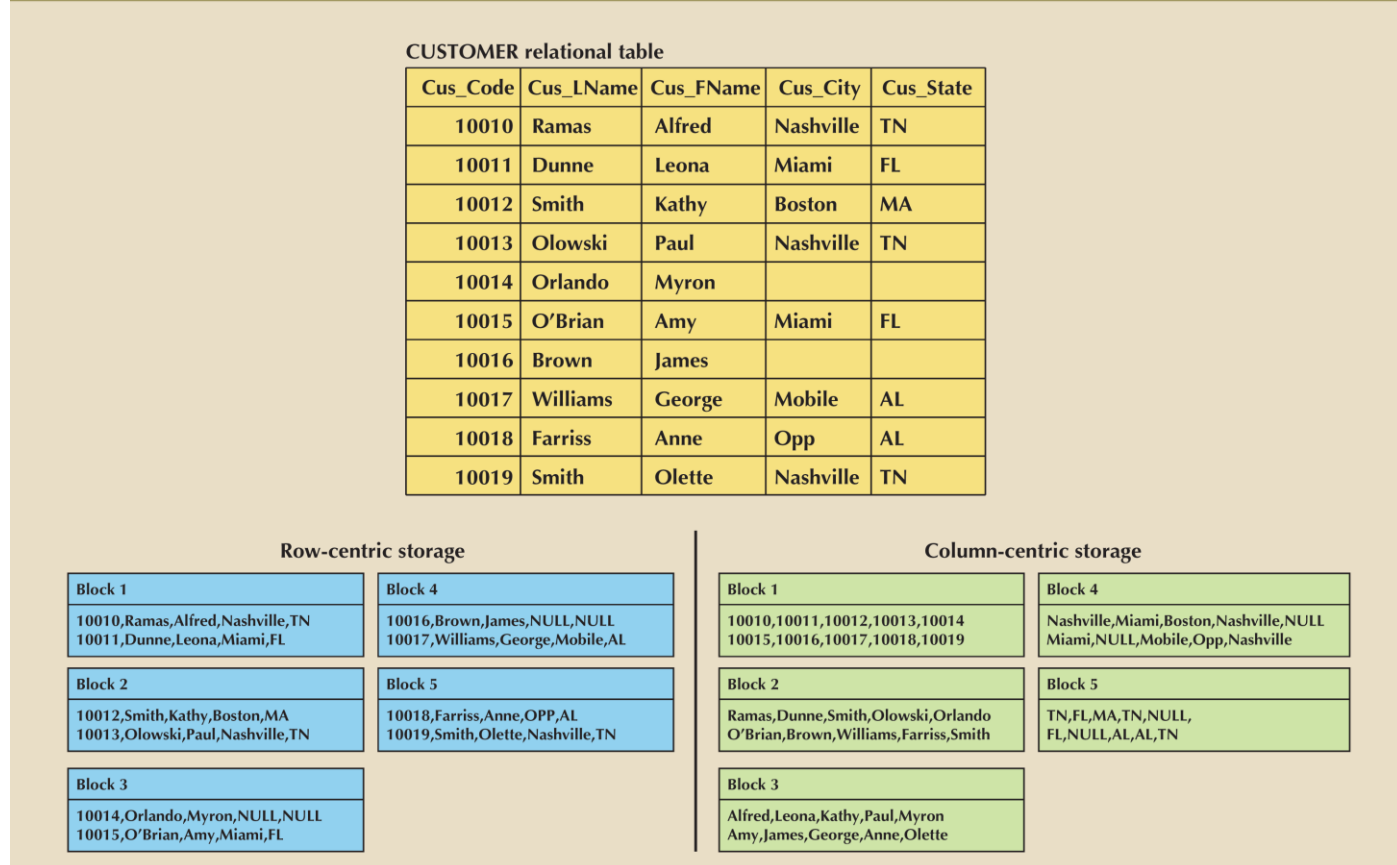 CUSTOMER relational table
Cus_Code Cus_LName Cus_FName Cus_City Cus_State
10010 Ramas Alfred Nashville TN
10011 Dunne Leona Miami FL
10012 Smith Kathy Boston MA
10013 Olowski Paul Nashville TN
10014 Orlando Myron
10015 O’Brian Amy Miami FL
10016 Brown James
10017 Williams George Mobile AL
10018 Farriss Anne Opp AL
10019 Smith Olette Nashville TN
Row-centric storage
Block 1
10010,Ramas,Alfred,Nashville,TN
10011,Dunne,Leona,Miami,FL
Block 2
10012,Smith,Kathy,Boston,MA
10013,Olowski,Paul,Nashville,TN
Block 3
10014,Orlando,Myron,NULL,NULL
10015,O’Brian,Amy,Miami,FL
Block 4
10016,Brown,James,NULL,NULL
10017,Williams,George,Mobile,AL
Block 5
10018,Farriss,Anne,OPP,AL
10019,Smith,Olette,Nashville,TN
Column-centric storage
Block 1
10010,10011,10012,10013,10014
10015,10016,10017,10018,10019
Block 2
Ramas,Dunne,Smith,Olowski,Orlando
O’Brian,Brown,Williams,Farriss,Smith
Block 3
Alfred,Leona,Kathy,Paul,Myron
Amy,James,George,Anne,Olette
Block 4
Nashville,Miami,Boston,Nashville,NULL
Miami,NULL,Mobile,Opp,Nashville
Block 5
TN,FL,MA,TN,NULL,
FL,NULL,AL,AL,TN